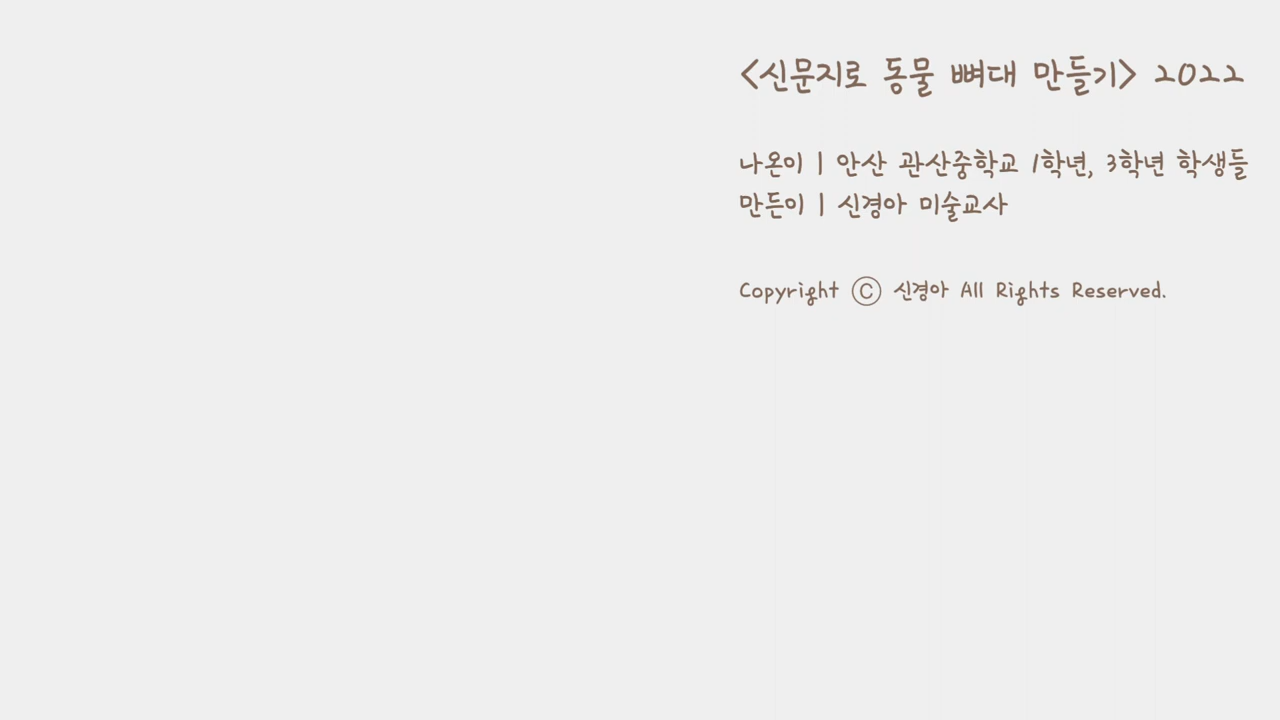 <신문지로 동물 뼈대 만들기> 2022
나온이 | 안산 관산중학교 1학년, 3학년 학생들
만든이 | 신경아 미술교사
Copyright ⓒ 신경아 All Rights Reserved.